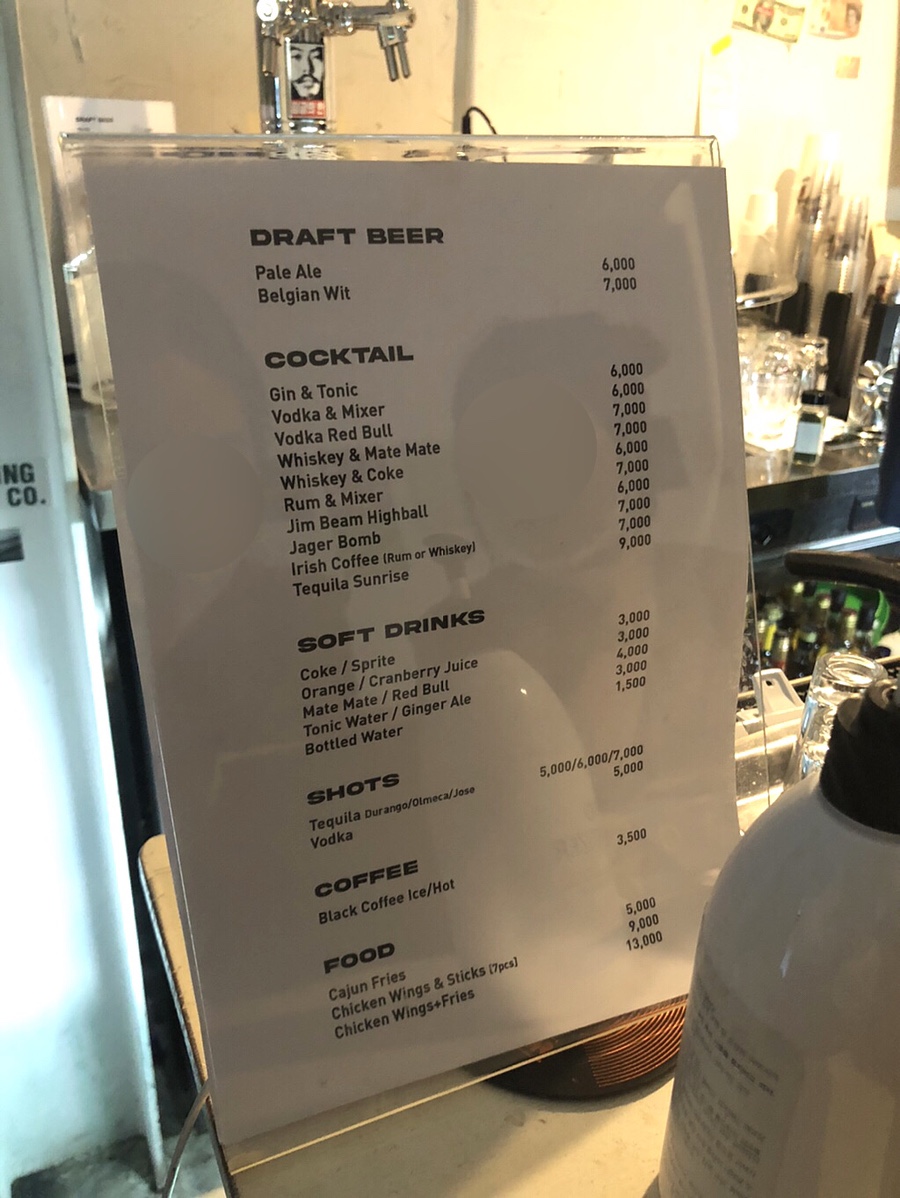 DRAFT BEER
DRAFT BEER
Pale Ale 6,000
Belgian Wit 7,000
COCKTAIL
Gin & Tonic 6,000
Vodka & Mixer 6,000
Vodka Red Bull 7,000
Whiskey & Mate Mate 7,000
Whiskey & Coke 6,000
Rum & Mixer 7,000
Jim Beam Highball 6,000
Jager Bomb 7,000
Irish Coffee (Rum or Whiskey) 7,000
Tequila Sunrise 9,000
SOFT DRINKS
Coke / Sprite 3,000
Orange / Cranberry Juice 3,000
Mate Mate / Red Bull 4,000
Tonic Water / Ginger Ale 3,000
Bottled Water 1,500
SHOTS
Tequila Durango/Olmeca/Jose 5,000/6,000/7,000
Vodka 5,000
COFFEE
Black Coffee Ice/Hot 3,500
FOOD
Cajun Fries 5,000
Chicken Wings & Sticks (7pcs) 9,000
Chicken Wings+Fries 13,000
ING
CO.